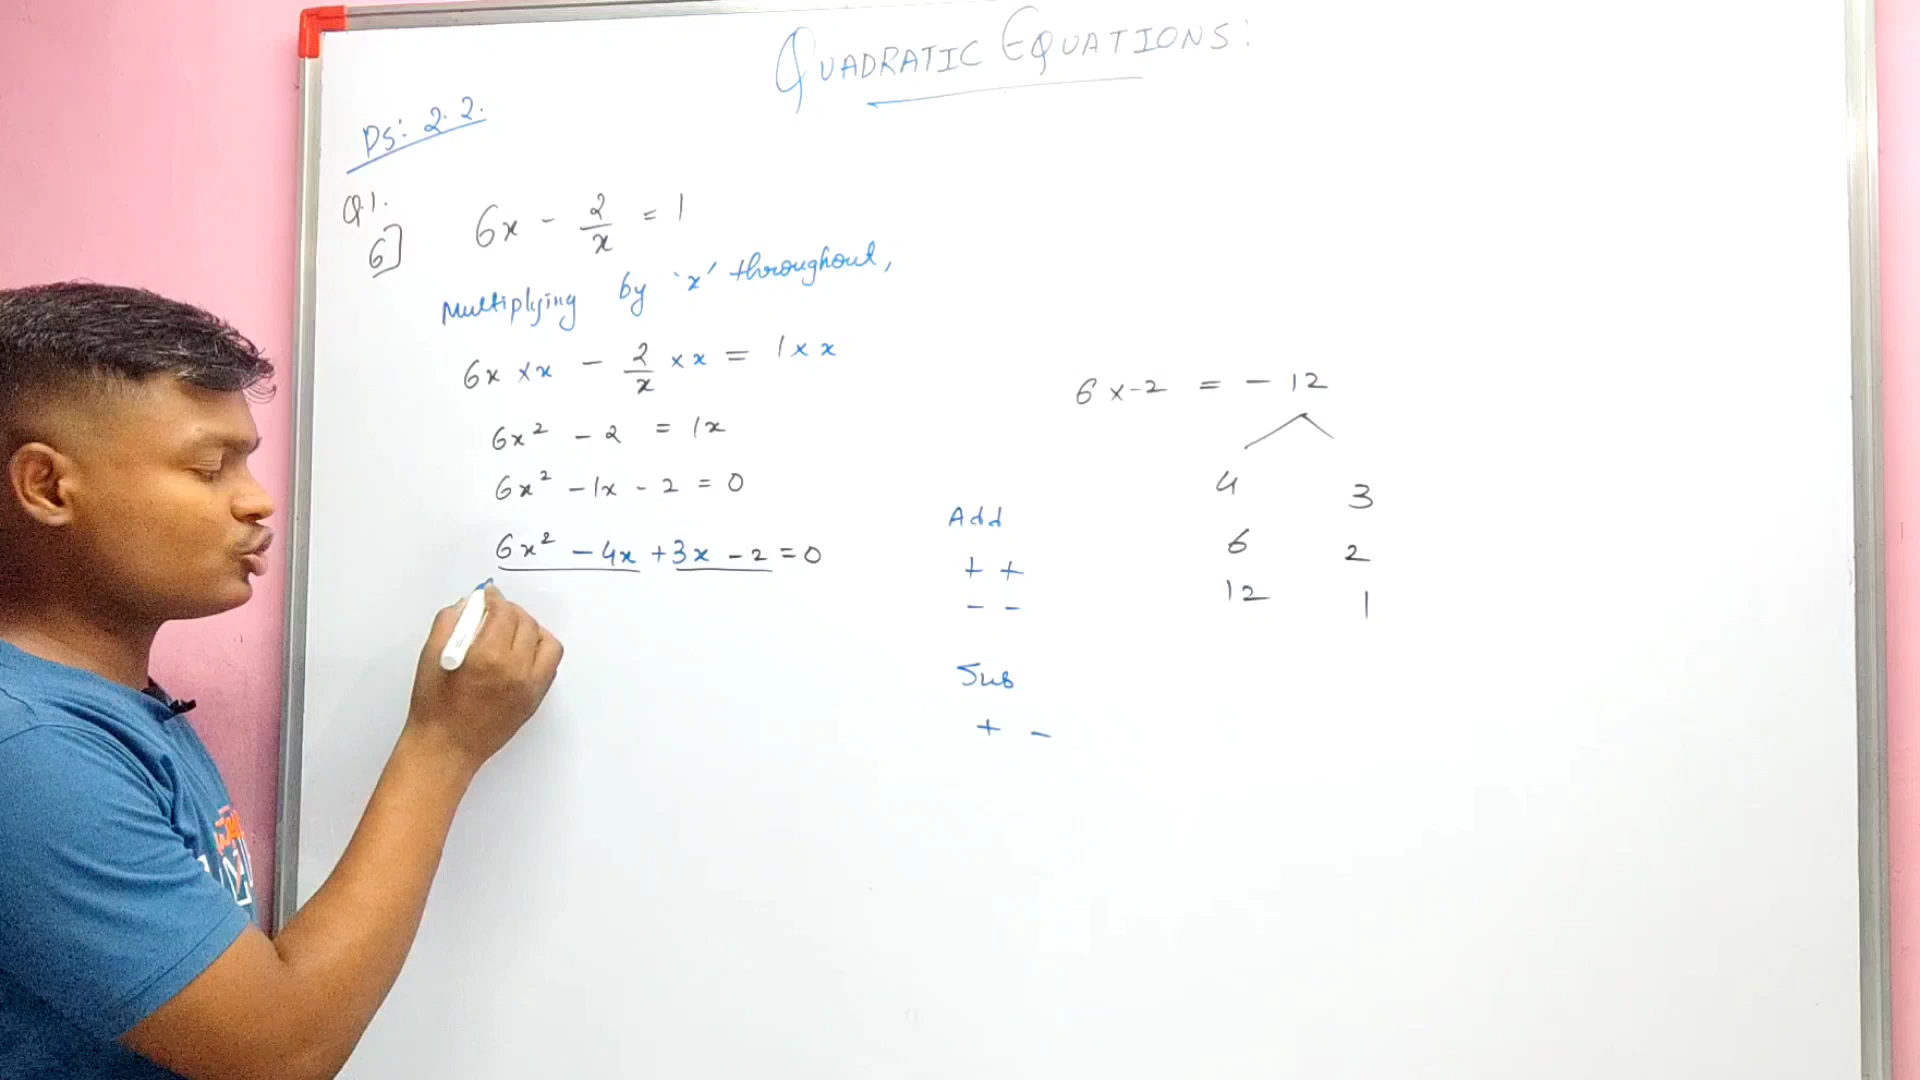 QUADRATIC EQUATIONS:
Ps: 2.2.
Q.1.
6] 6x - 2/x = 1
Multiplying by 'x' throughout,
6x × x - 2/x × x = 1 × x
6x² - 2 = 1x
6x² - 1x - 2 = 0
6x² - 4x + 3x - 2 = 0
6 × -2 = - 12
4 3
6 2
12 1
Add
+ +
- -
Sub
+ -